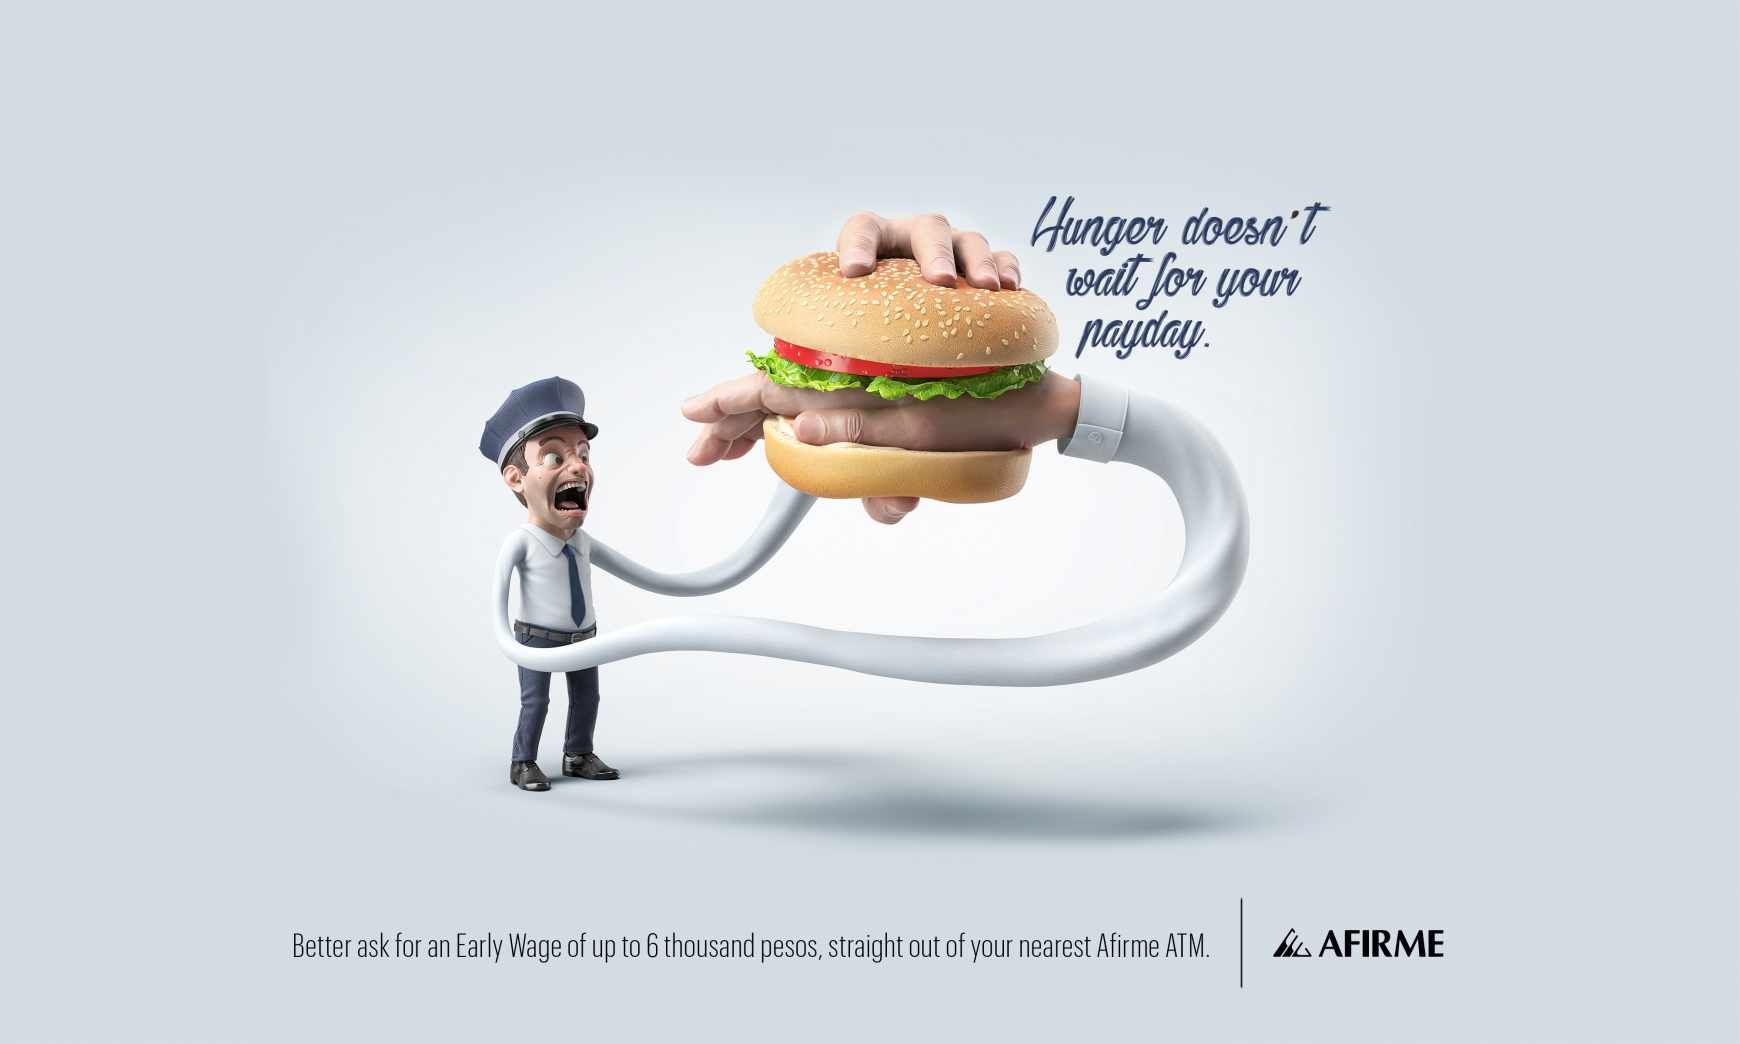 Hunger doesn't
wait for your
payday.
Better ask for an Early Wage of up to 6 thousand pesos, straight out of your nearest Afirme ATM.
AFIRME